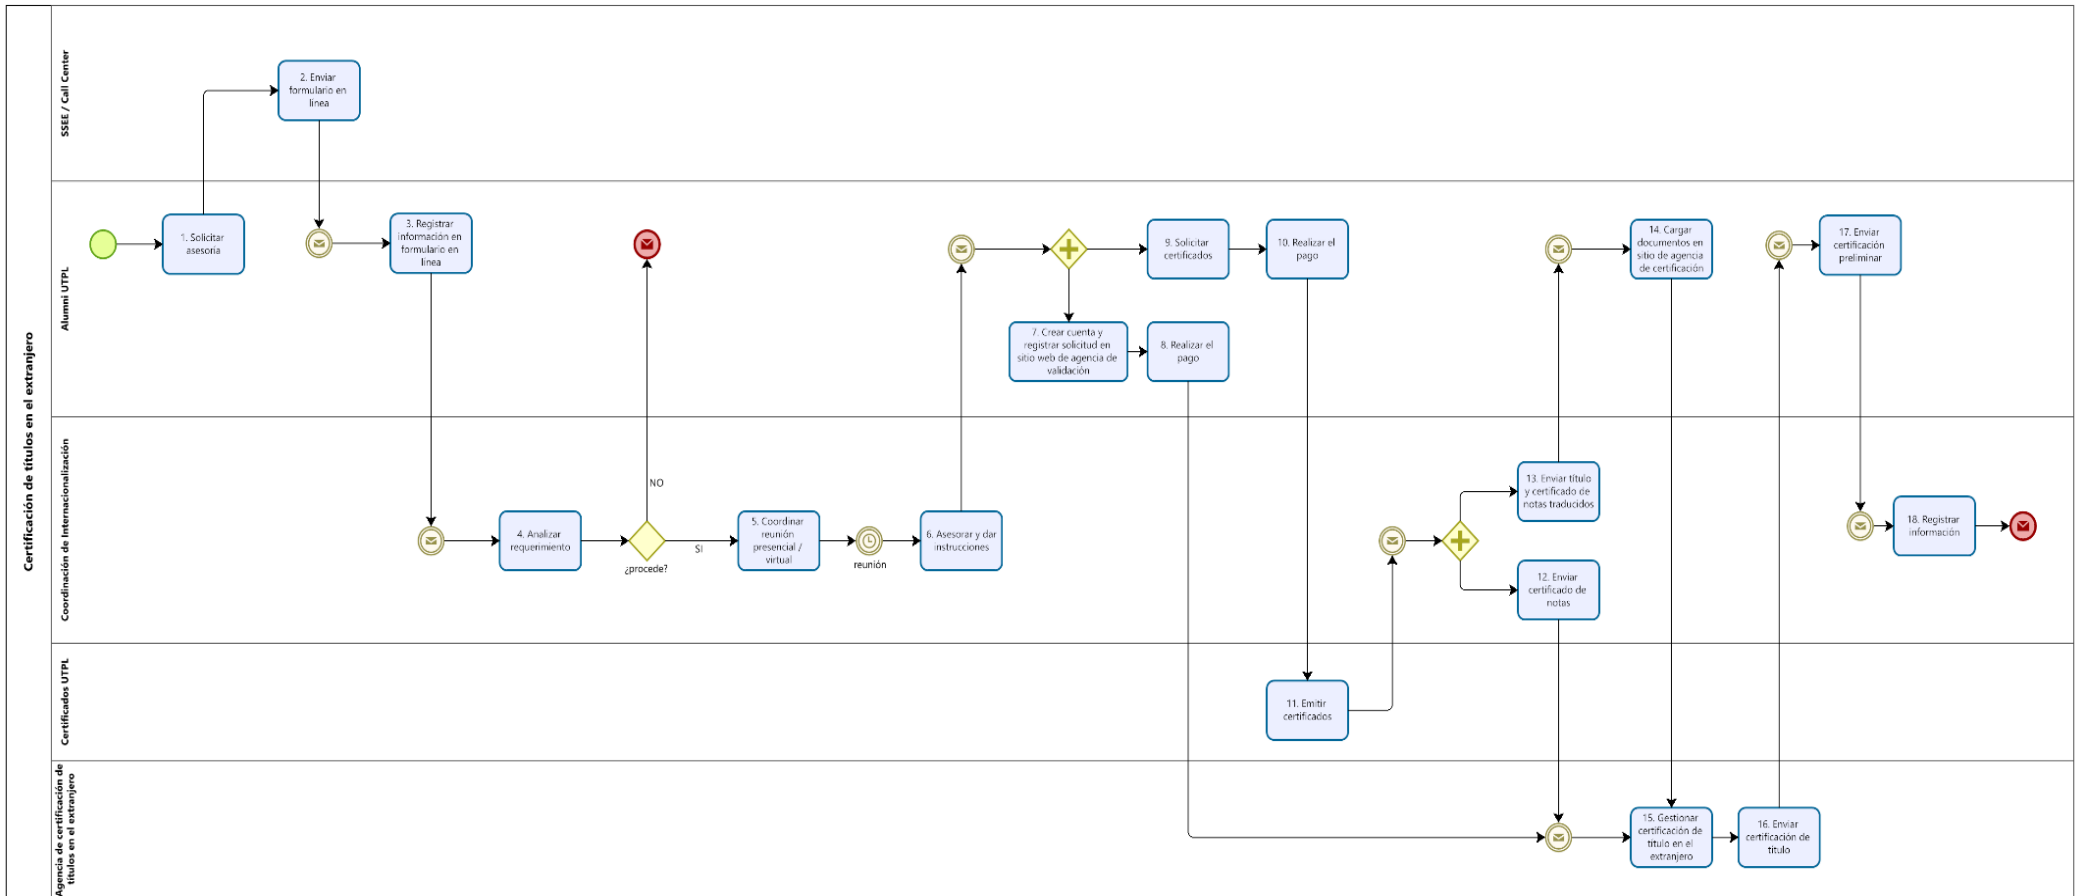 Certificación de títulos en el extranjero
SSEE / Call Center
2. Enviar
formulario en
línea
Alumni UTPL
1. Solicitar
asesoría
3. Registrar
información en
formulario en
línea
9. Solicitar
certificados
10. Realizar el
pago
7. Crear cuenta y
registrar solicitud en
sitio web de agencia de
validación
8. Realizar el
pago
14. Cargar
documentos en
sitio de agencia
de certificación
17. Enviar
certificación
preliminar
Coordinación de Internacionalización
4. Analizar
requerimiento
¿procede?
NO
SI
5. Coordinar
reunión
presencial /
virtual
reunión
6. Asesorar y dar
instrucciones
13. Enviar título
y certificado de
notas traducidos
12. Enviar
certificado de
notas
18. Registrar
información
Certificados UTPL
11. Emitir
certificados
Agencia de certificación de
títulos en el extranjero
15. Gestionar
certificación de
título en el
extranjero
16. Enviar
certificación de
título